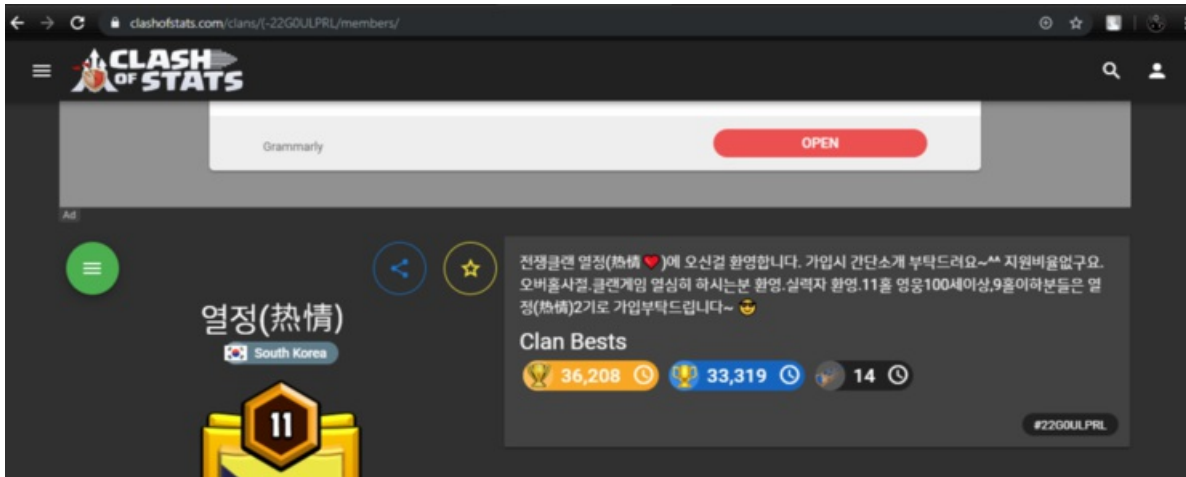 clashofstats.com/clans/{-22G0ULPRL/members/
CLASH OF STATS
Grammarly
OPEN
Ad
전쟁클랜 열정(热情❤️)에 오신걸 환영합니다. 가입시 간단소개 부탁드려요~^^ 지원비율없구요.
오버홀사절.클랜게임 열심히 하시는분 환영.실력자 환영.11홀 영웅100세이상,9홀이하분들은 열
정(热情)2기로 가입부탁드립니다~ 😎
열정(热情)
South Korea
Clan Bests
36,208
33,319
14
11
#22G0ULPRL